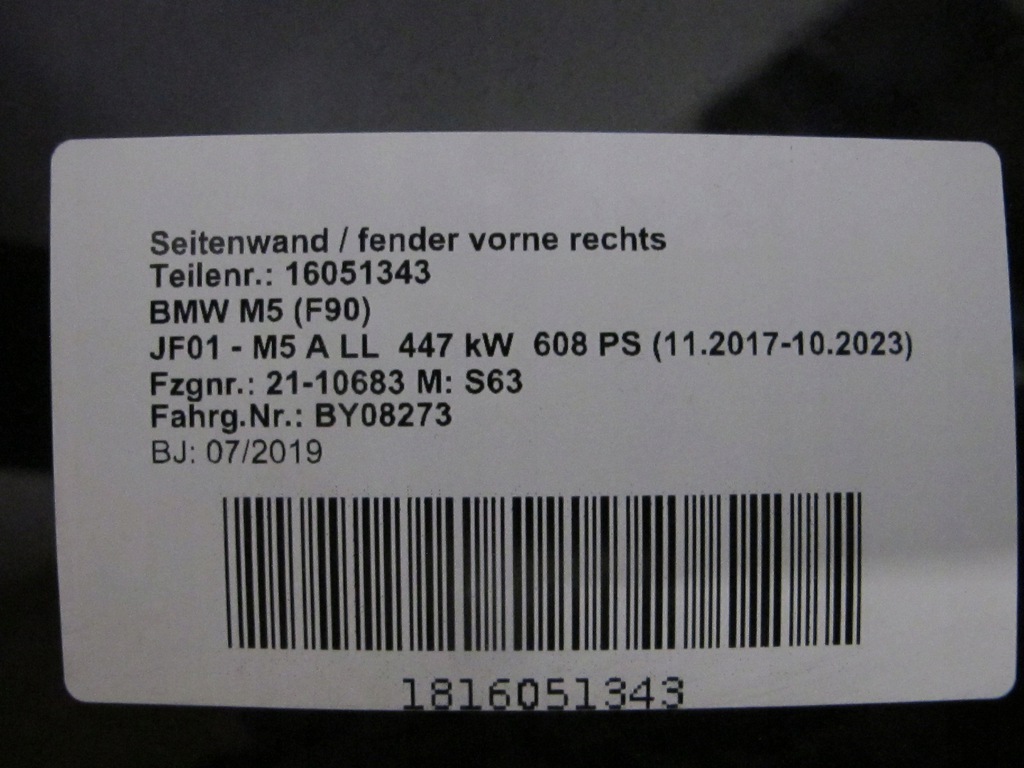 Seitenwand / fender vorne rechts
Teilenr.: 16051343
BMW M5 (F90)
JF01 - M5 A LL 447 kW 608 PS (11.2017-10.2023)
Fzgnr.: 21-10683 M: S63
Fahrg.Nr.: BY08273
BJ: 07/2019
1816051343